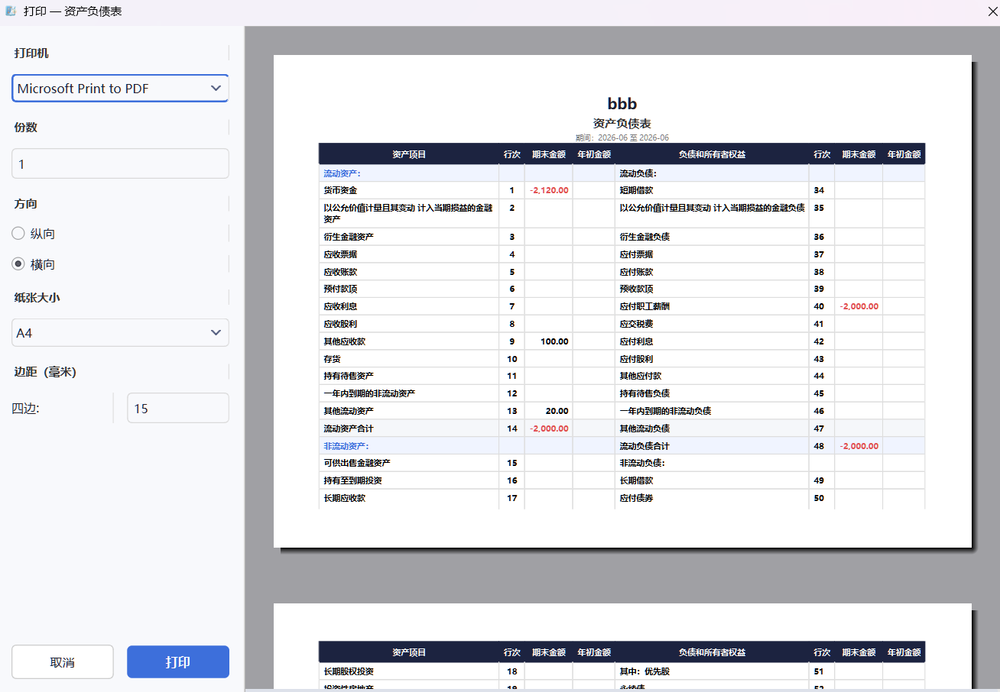 打印 — 资产负债表
打印机
Microsoft Print to PDF
份数
1
方向
纵向
横向
纸张大小
A4
边距（毫米）
四边:
15
取消
打印
bbb
资产负债表
期间：2026-06 至 2026-06
资产项目 行次 期末金额 年初金额 负债和所有者权益 行次 期末金额 年初金额
流动资产： 流动负债：
货币资金 1 -2,120.00 短期借款 34
以公允价值计量且其变动 计入当期损益的金融 2 以公允价值计量且其变动 计入当期损益的金融负债 35
资产
衍生金融资产 3 衍生金融负债 36
应收票据 4 应付票据 37
应收账款 5 应付账款 38
预付款顶 6 预收款顶 39
应收利息 7 应付职工薪酬 40 -2,000.00
应收股利 8 应交税费 41
其他应收款 9 100.00 应付利息 42
存货 10 应付股利 43
持有待售资产 11 其他应付款 44
一年内到期的非流动资产 12 持有待售负债 45
其他流动资产 13 20.00 一年内到期的非流动负债 46
流动资产合计 14 -2,000.00 其他流动负债 47
非流动资产： 流动负债合计 48 -2,000.00
可供出售金融资产 15 非流动负债：
持有至到期投资 16 长期借款 49
长期应收款 17 应付债券 50
资产项目 行次 期末金额 年初金额 负债和所有者权益 行次 期末金额 年初金额
长期股权投资 18 其中：优先股 51
投资性房地产 19 永续债 52